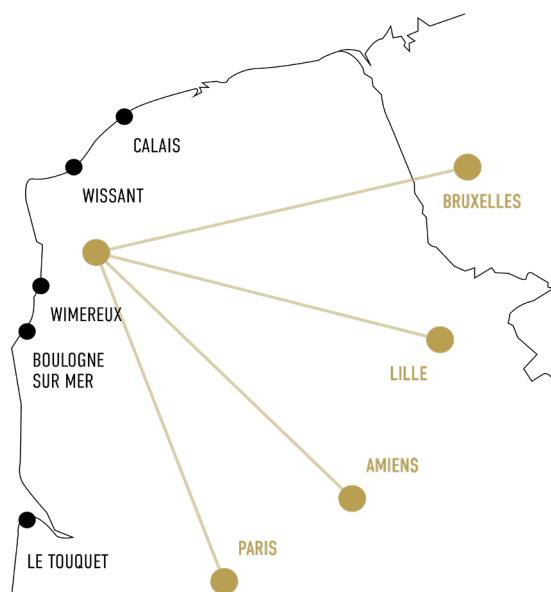 CALAIS
WISSANT
BRUXELLES
WIMEREUX
BOULOGNE
SUR MER
LILLE
AMIENS
PARIS
LE TOUQUET